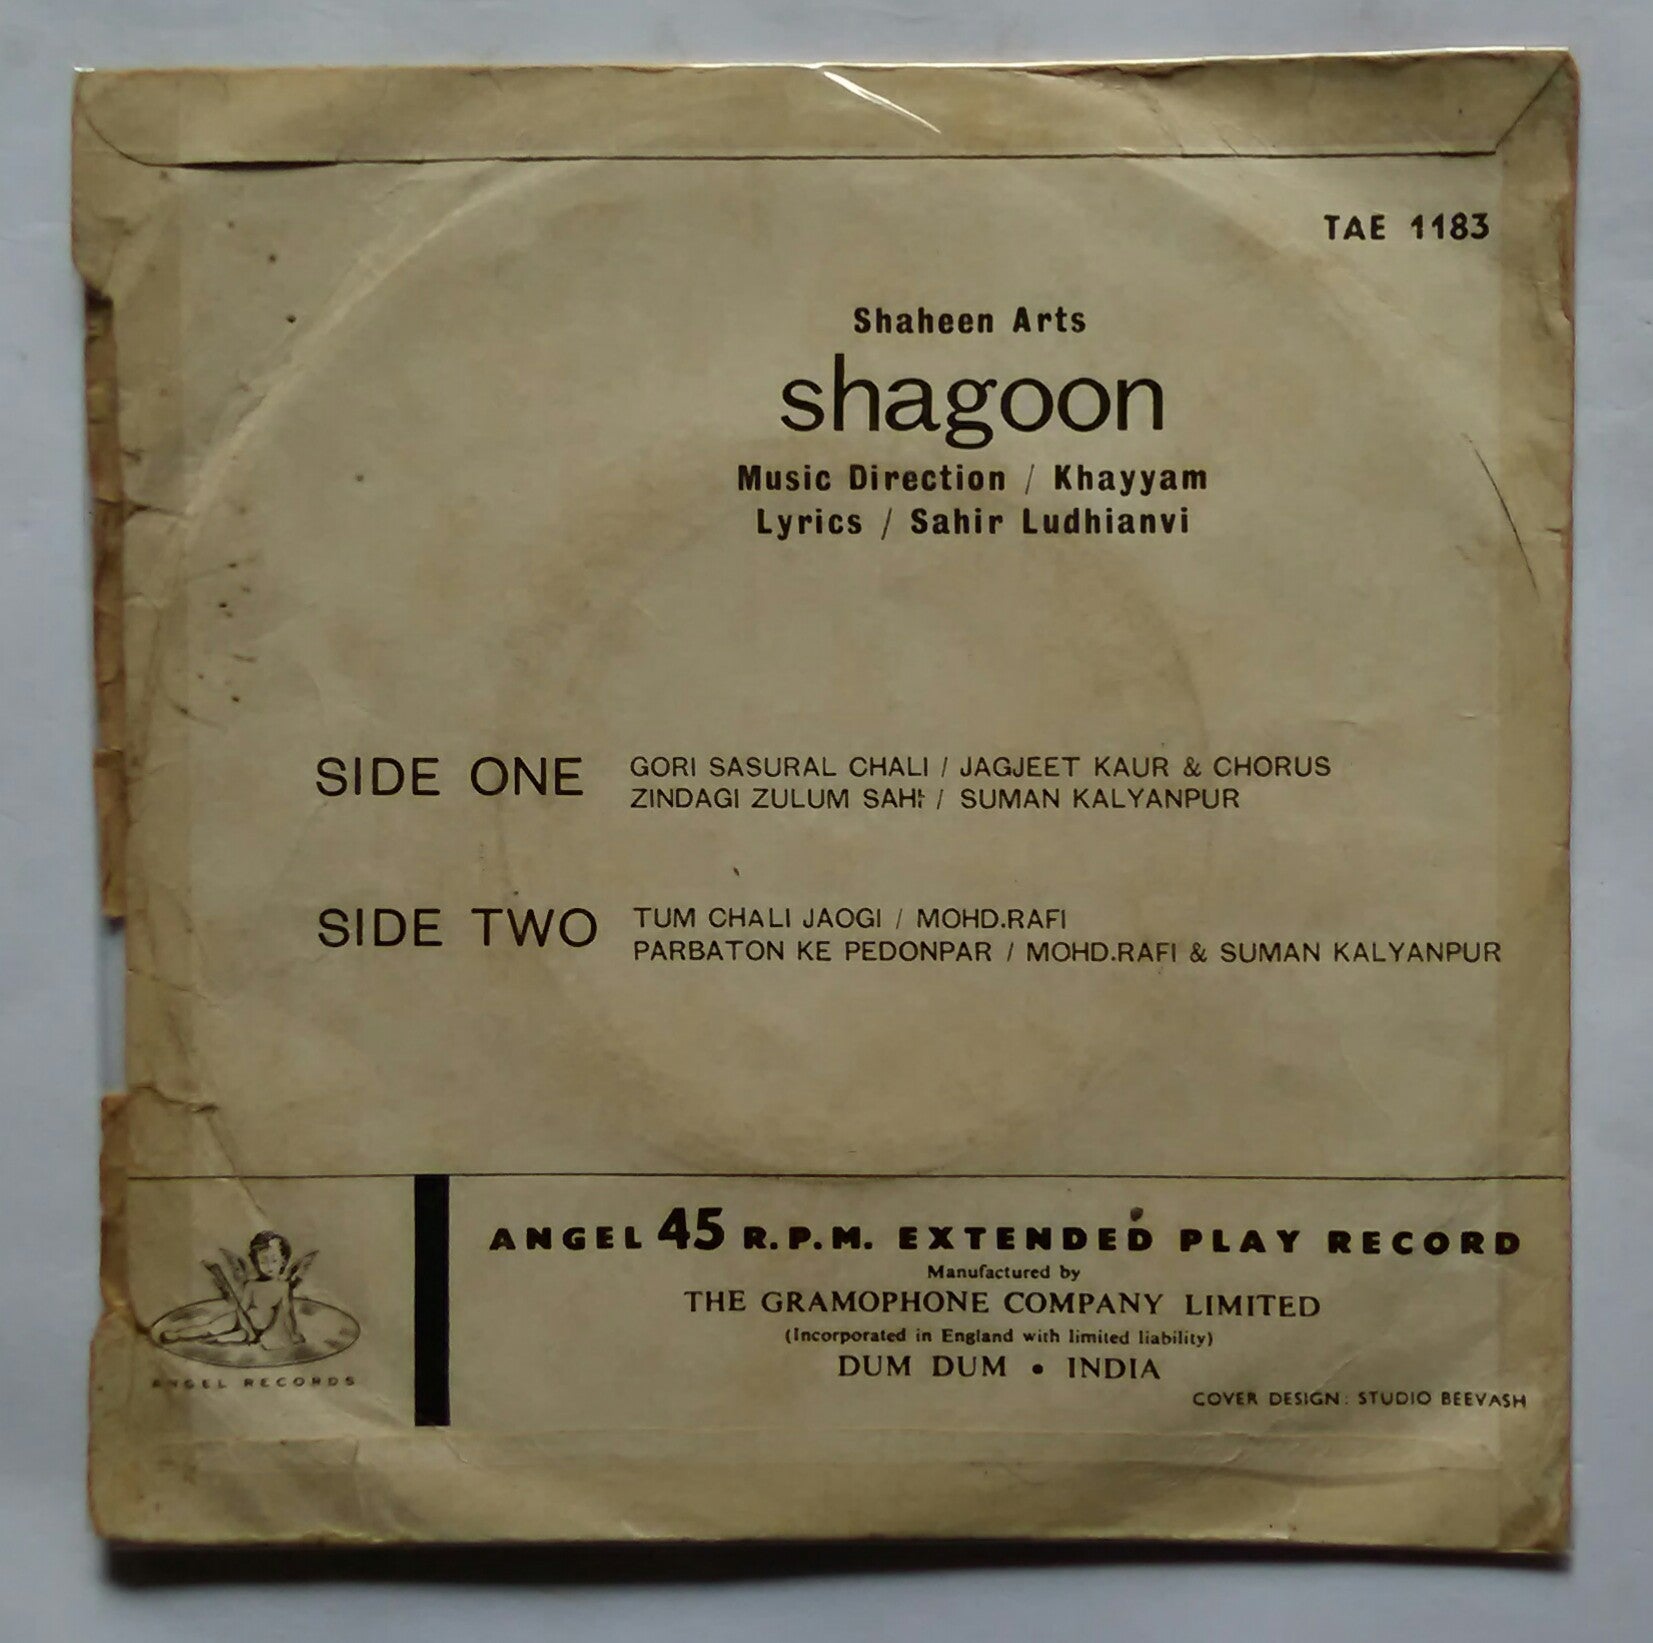 TAE 1183
Shaheen Arts
shagoon
Music Direction / Khayyam
Lyrics / Sahir Ludhianvi
SIDE ONE
GORI SASURAL CHALI / JAGJEET KAUR & CHORUS
ZINDAGI ZULUM SAHI / SUMAN KALYANPUR
SIDE TWO
TUM CHALI JAOGI / MOHD.RAFI
PARBATON KE PEDONPAR / MOHD.RAFI & SUMAN KALYANPUR
ANGEL 45 R.P.M. EXTENDED PLAY RECORD
Manufactured by
THE GRAMOPHONE COMPANY LIMITED
(Incorporated in England with limited liability)
DUM DUM • INDIA
COVER DESIGN: STUDIO BEEVASH
ANGEL RECORDS